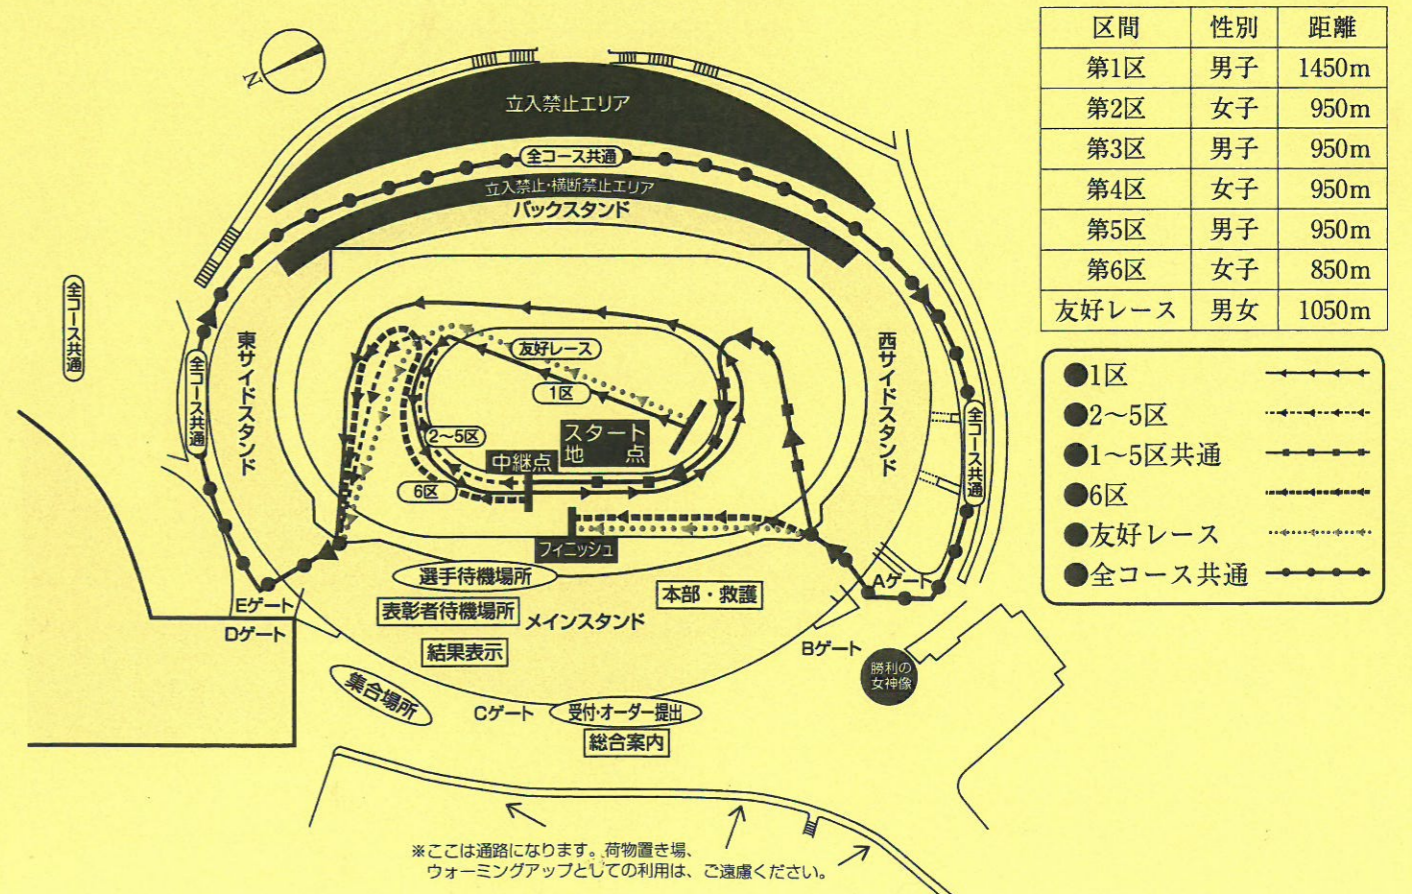 N
立入禁止エリア
全コース共通
立入禁止・横断禁止エリア
バックスタンド
全コース共通
全コース共通
東サイドスタンド
西サイドスタンド
全コース共通
友好レース
1区
2〜5区
スタート
地 点
中継点
6区
フィニッシュ
選手待機場所
本部・救護
表彰者待機場所
メインスタンド
結果表示
Aゲート
Eゲート
Dゲート
Bゲート
勝利の
女神像
集合場所
Cゲート
受付・オーダー提出
総合案内
※ここは通路になります。荷物置き場、
ウォーミングアップとしての利用は、ご遠慮ください。
区間 性別 距離
第1区 男子 1450m
第2区 女子 950m
第3区 男子 950m
第4区 女子 950m
第5区 男子 950m
第6区 女子 850m
友好レース 男女 1050m
●1区
●2〜5区
●1〜5区共通
●6区
●友好レース
●全コース共通